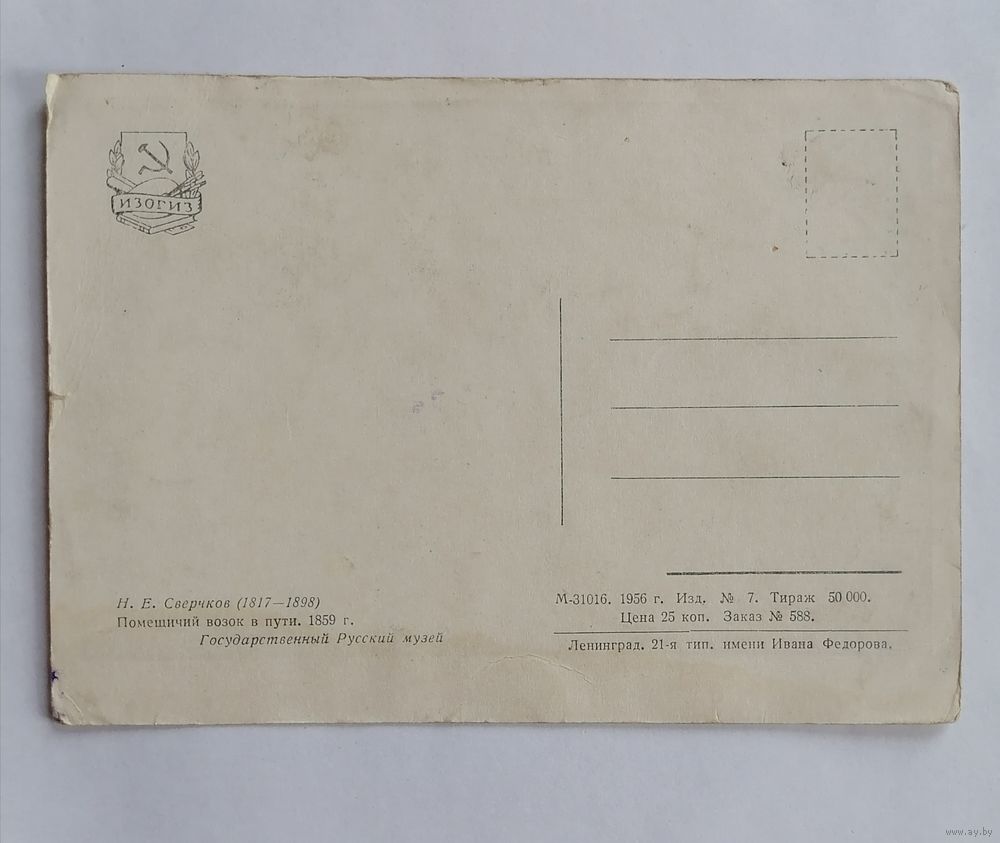 ИЗОГИЗ
Н. Е. Сверчков (1817—1898)
Помещичий возок в пути. 1859 г.
Государственный Русский музей
М-31016. 1956 г. Изд. № 7. Тираж 50 000.
Цена 25 коп. Заказ № 588.
Ленинград. 21-я тип. имени Ивана Федорова.
www.ay.by